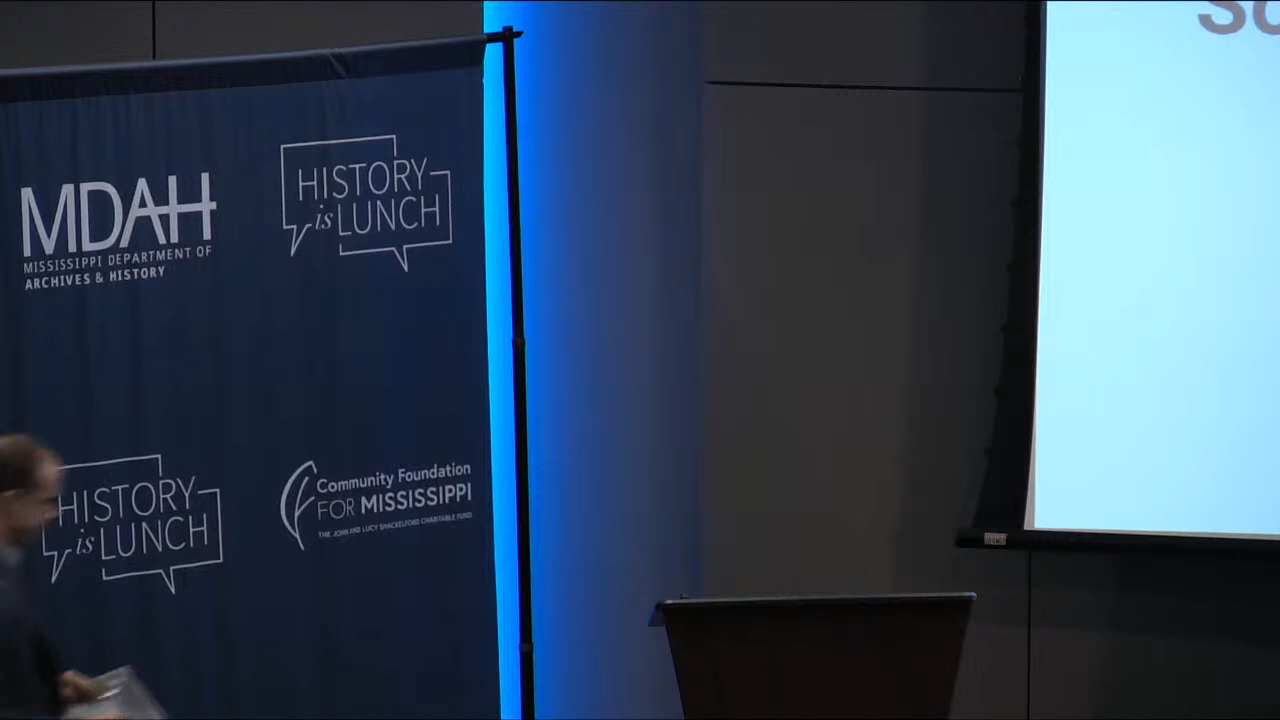 MDAH
MISSISSIPPI DEPARTMENT OF
ARCHIVES & HISTORY
HISTORY
is LUNCH
HISTORY
is LUNCH
Community Foundation
FOR MISSISSIPPI
THE JOHN AND LUCY SHACKELFORD CHARITABLE FUND